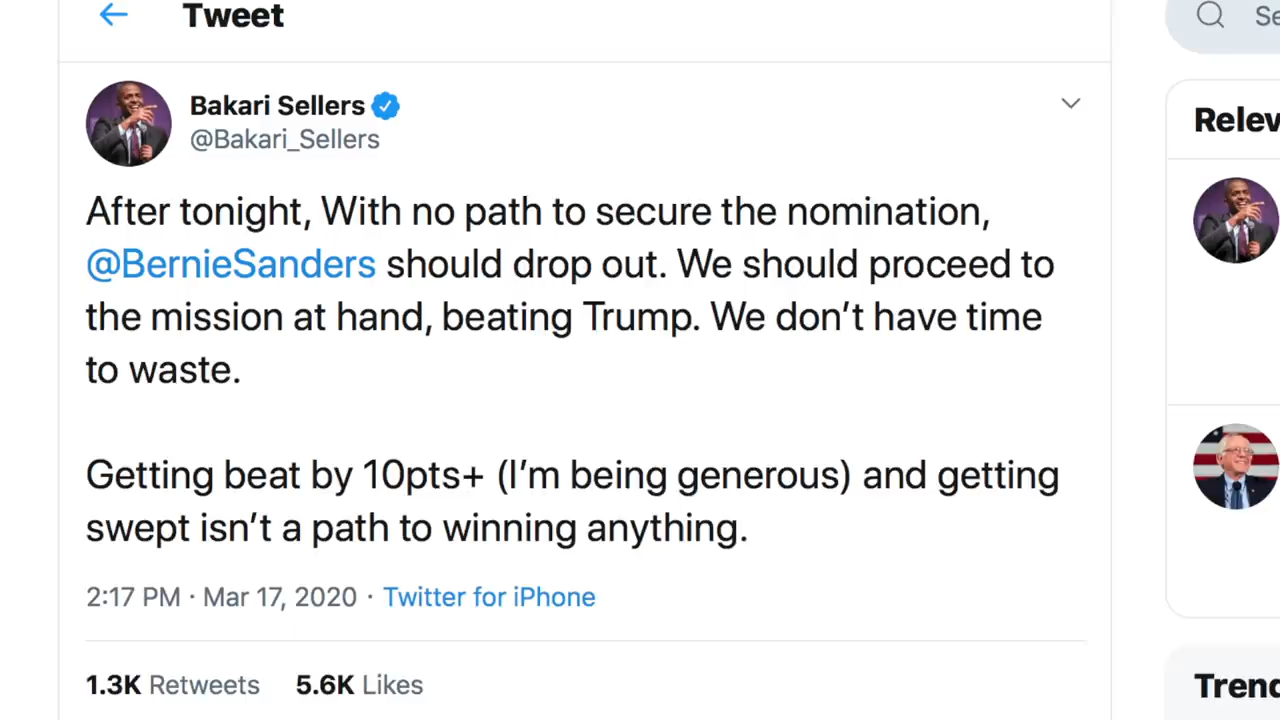 Tweet
Bakari Sellers
@Bakari_Sellers
After tonight, With no path to secure the nomination,
@BernieSanders should drop out. We should proceed to
the mission at hand, beating Trump. We don’t have time
to waste.
Getting beat by 10pts+ (I’m being generous) and getting
swept isn’t a path to winning anything.
2:17 PM · Mar 17, 2020 · Twitter for iPhone
1.3K Retweets 5.6K Likes
Se
Relev
Trend